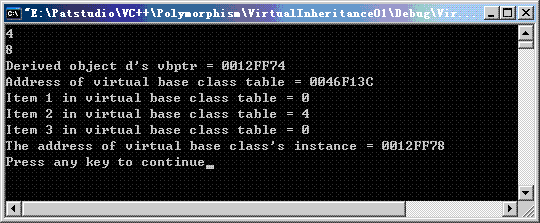 "E:\Patstudio\VC++\Polymorphism\VirtualInheritance01\Debug\Vir...
4
8
Derived object d's vbptr = 0012FF74
Address of virtual base class table = 0046F13C
Item 1 in virtual base class table = 0
Item 2 in virtual base class table = 4
Item 3 in virtual base class table = 0
The address of virtual base class's instance = 0012FF78
Press any key to continue_